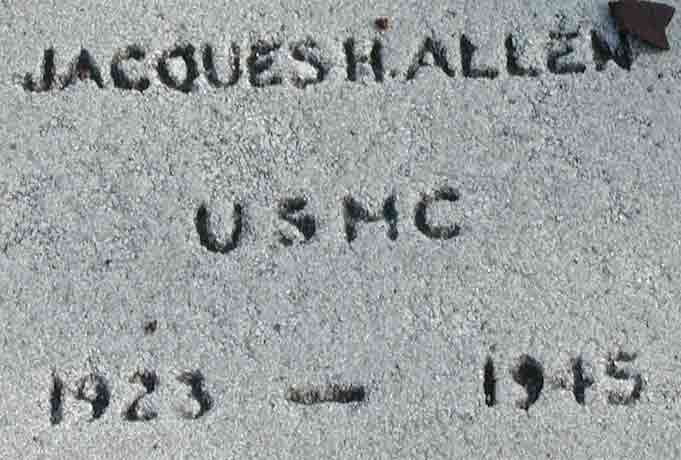 JACQUES H. ALLEN
USMC
1923 — 1945